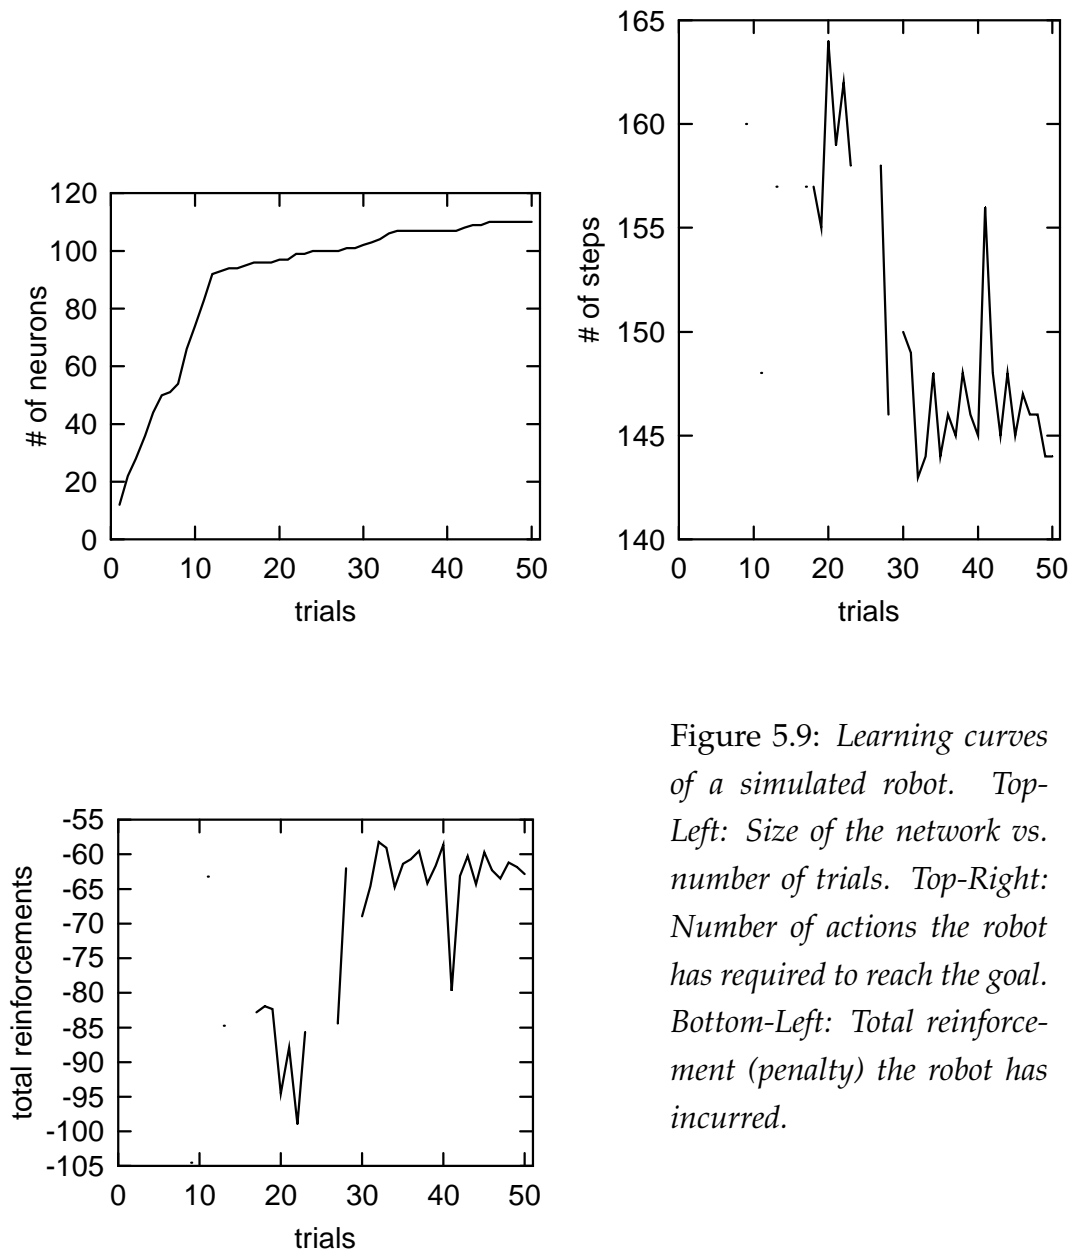 120
100
80
60
40
20
0
# of neurons
0 10 20 30 40 50
trials
165
160
155
150
145
140
# of steps
0 10 20 30 40 50
trials
-55
-60
-65
-70
-75
-80
-85
-90
-95
-100
-105
total reinforcements
0 10 20 30 40 50
trials
Figure 5.9: Learning curves
of a simulated robot. Top-
Left: Size of the network vs.
number of trials. Top-Right:
Number of actions the robot
has required to reach the goal.
Bottom-Left: Total reinforce-
ment (penalty) the robot has
incurred.